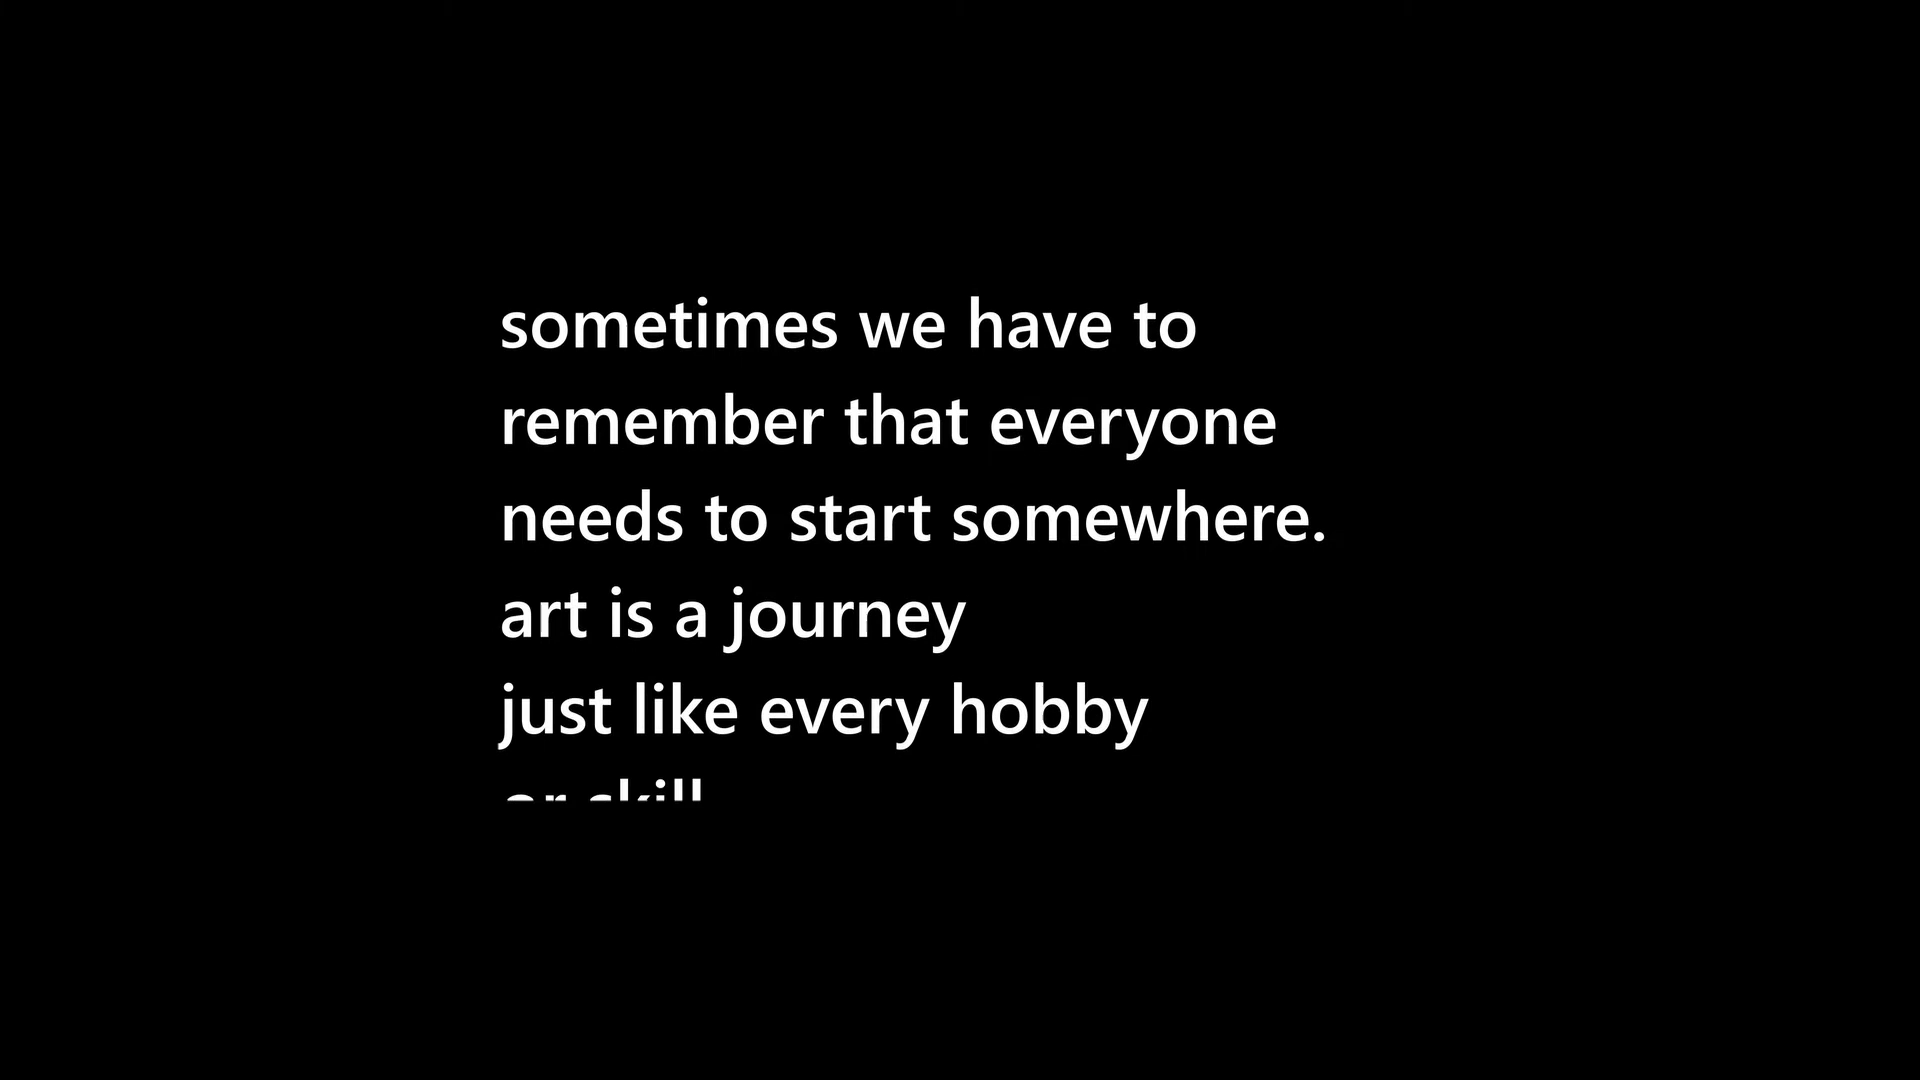 sometimes we have to
remember that everyone
needs to start somewhere.
art is a journey
just like every hobby
or skill